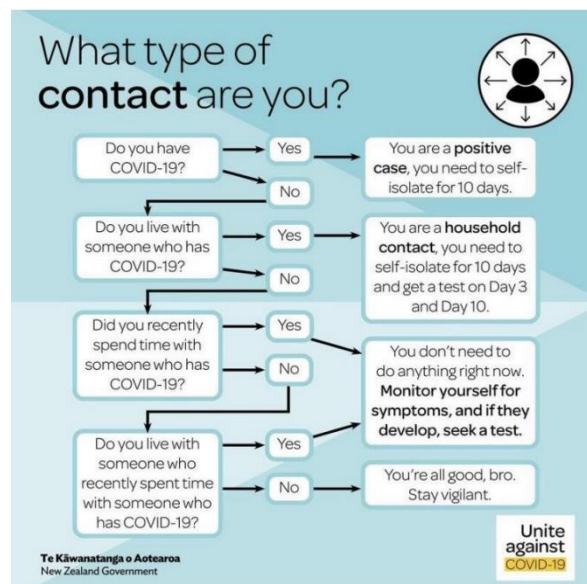 What type of
contact are you?
Do you have
COVID-19?
Yes
You are a positive
case, you need to self-
isolate for 10 days.
No
Do you live with
someone who has
COVID-19?
Yes
You are a household
contact, you need to
self-isolate for 10 days
and get a test on Day 3
and Day 10.
No
Did you recently
spend time with
someone who has
COVID-19?
Yes
No
You don't need to
do anything right now.
Monitor yourself for
symptoms, and if they
develop, seek a test.
Do you live with
someone who
recently spent time
with someone who
has COVID-19?
Yes
No
You're all good, bro.
Stay vigilant.
Te Kāwanatanga o Aotearoa
New Zealand Government
Unite
against
COVID-19